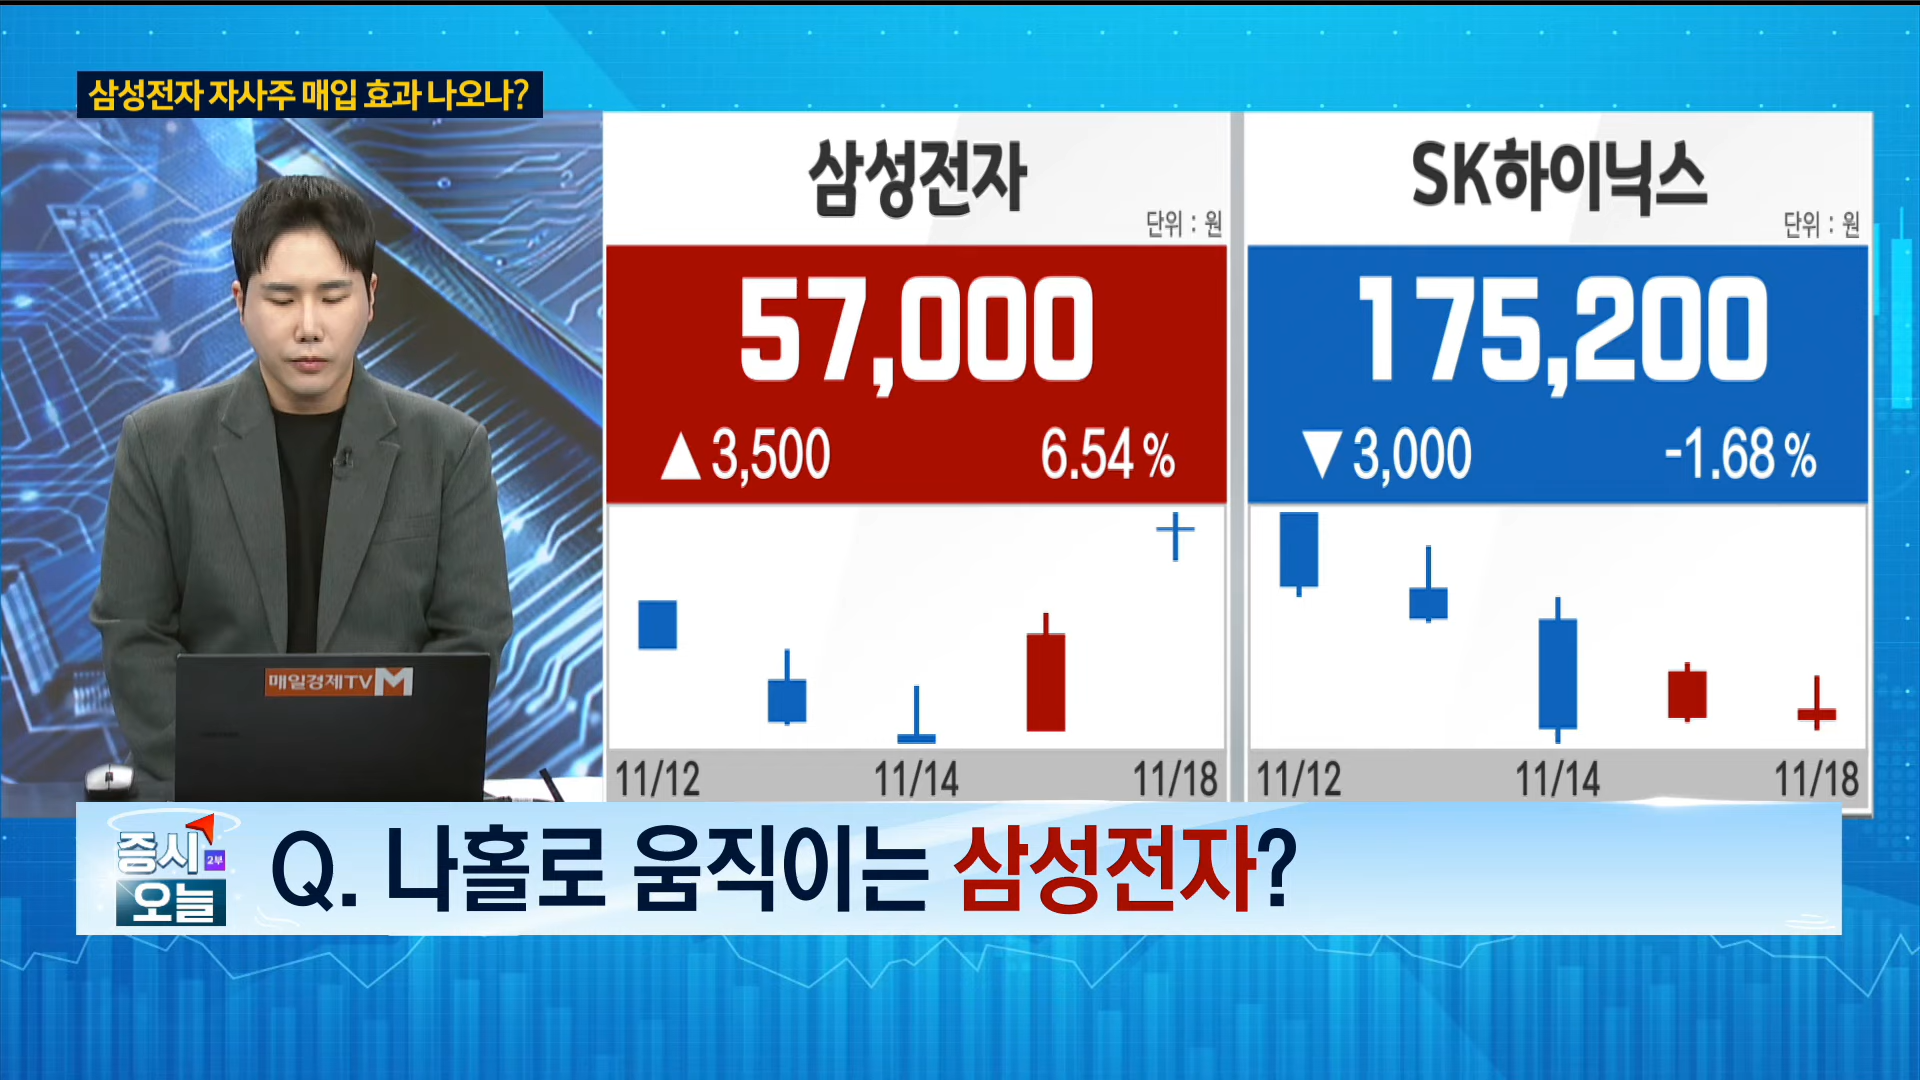 삼성전자 자사주 매입 효과 나오나?
삼성전자
단위 : 원
57,000
▲3,500 6.54%
11/12 11/14 11/18
SK하이닉스
단위 : 원
175,200
▼3,000 -1.68%
11/12 11/14 11/18
매일경제TV M
증시 2부
오늘
Q. 나홀로 움직이는 삼성전자?